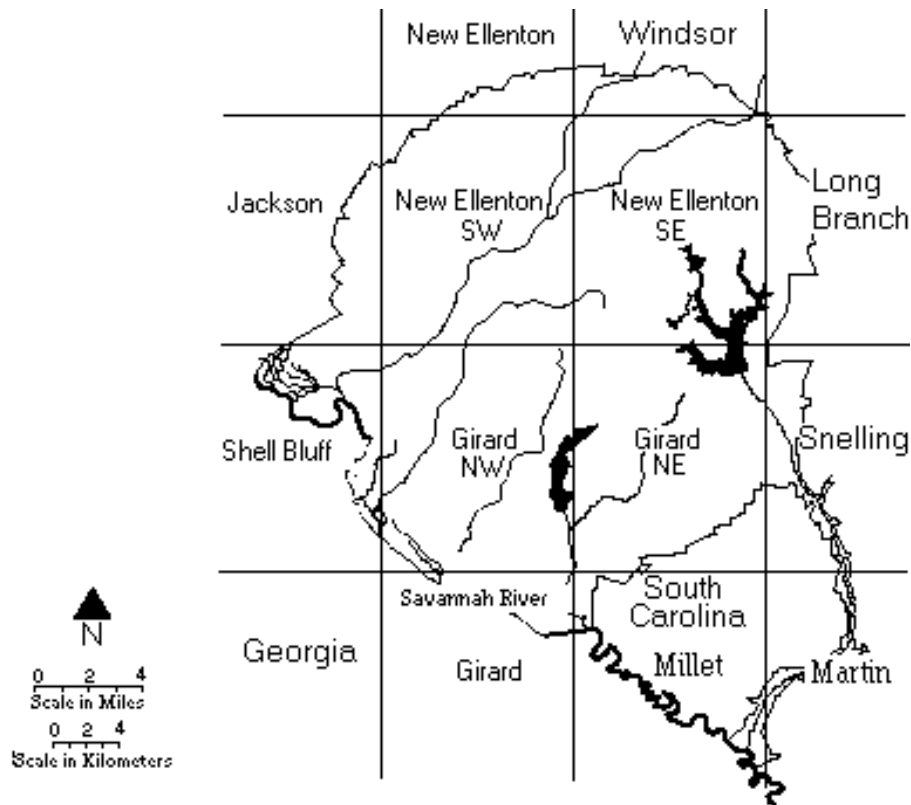 New Ellenton
Windsor
Jackson
New Ellenton
SW
New Ellenton
SE
Long
Branch
Shell Bluff
Girard
NW
Girard
NE
Snelling
Savannah River
South
Carolina
Georgia
Girard
Millet
Martin
N
0 2 4
Scale in Miles
0 2 4
Scale in Kilometers